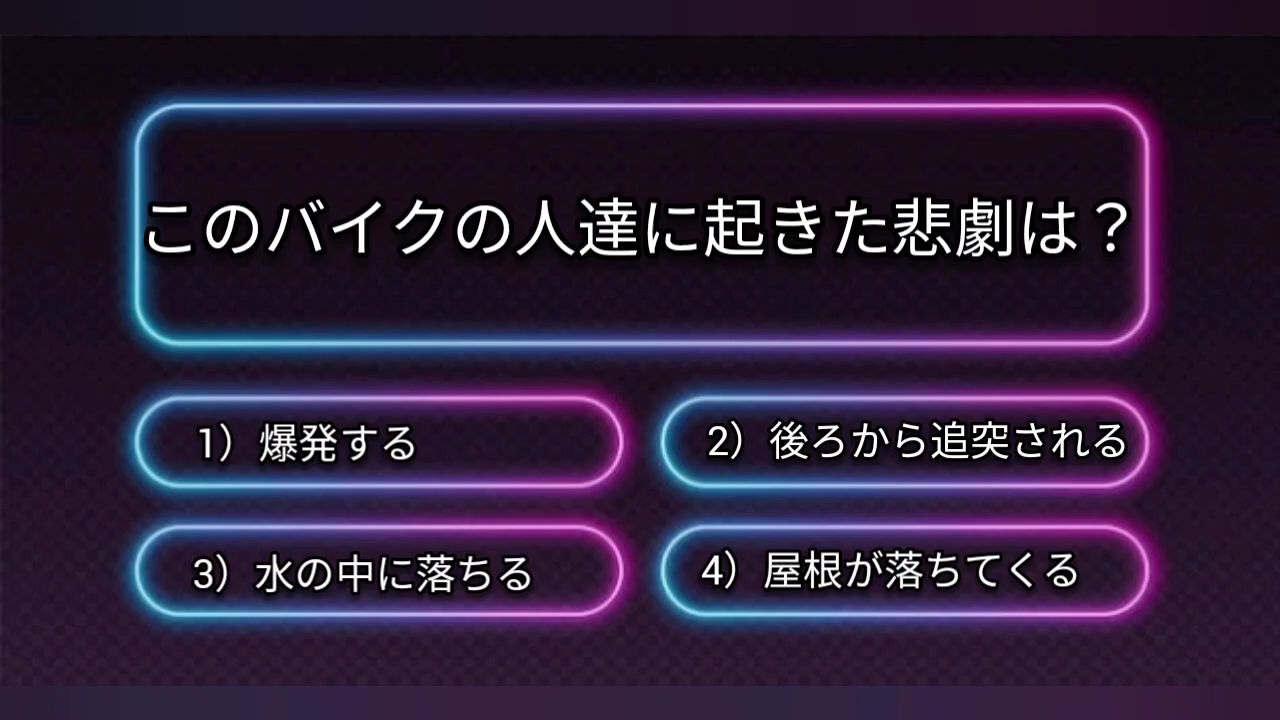 このバイクの人達に起きた悲劇は？
1）爆発する
2）後ろから追突される
3）水の中に落ちる
4）屋根が落ちてくる